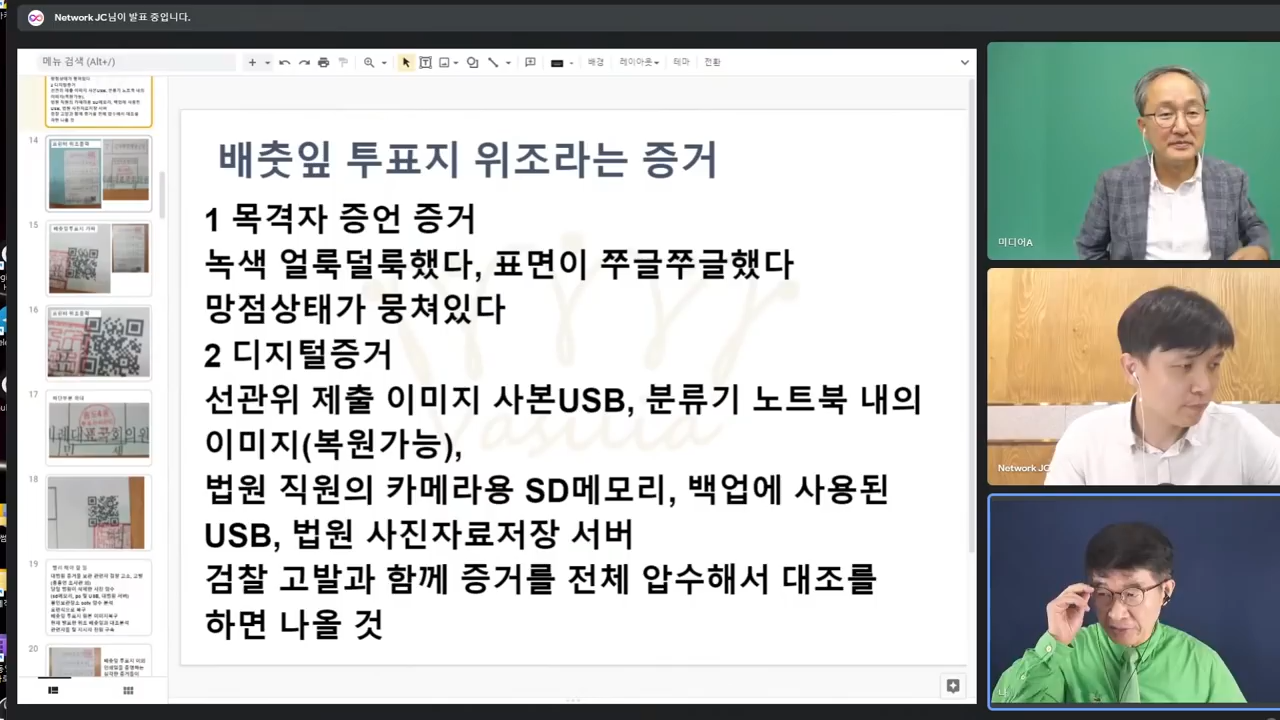 Network JC님이 발표 중입니다.
메뉴 검색 (Alt+/)
배경
레이아웃
테마
전환
14
15
16
17
18
19
20
배춧잎 투표지 위조라는 증거
1 목격자 증언 증거
녹색 얼룩덜룩했다, 표면이 쭈글쭈글했다
망점상태가 뭉쳐있다
2 디지털증거
선관위 제출 이미지 사본USB, 분류기 노트북 내의
이미지(복원가능),
법원 직원의 카메라용 SD메모리, 백업에 사용된
USB, 법원 사진자료저장 서버
검찰 고발과 함께 증거를 전체 압수해서 대조를
하면 나올 것
미디어A
Network JC
나